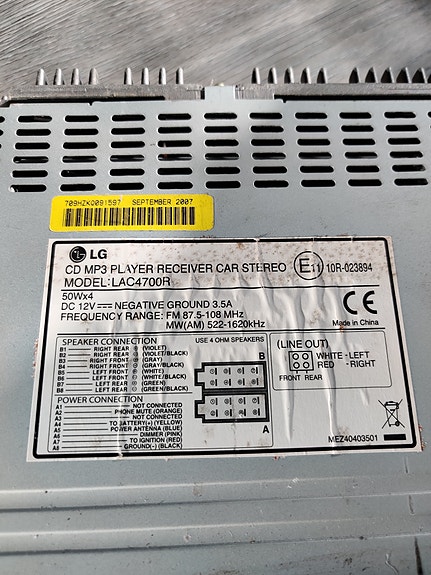 709HZKQ091597 SEPTEMBER 2007
LG
CD MP3 PLAYER RECEIVER CAR STEREO E11 10R-023894
MODEL:LAC4700R
50Wx4
DC 12V NEGATIVE GROUND 3.5A
FREQUENCY RANGE: FM 87.5-108 MHz
MW(AM) 522-1620kHz
CE
Made in China
SPEAKER CONNECTION
USE 4 OHM SPEAKERS
B1 RIGHT REAR (VIOLET)
B2 RIGHT REAR (VIOLET/BLACK)
B3 RIGHT FRONT (GRAY)
B4 RIGHT FRONT (GRAY/BLACK)
B5 LEFT FRONT (WHITE)
B6 LEFT FRONT (WHITE/BLACK)
B7 LEFT REAR (GREEN)
B8 LEFT REAR (GREEN/BLACK)
B
(LINE OUT)
WHITE - LEFT
RED - RIGHT
FRONT REAR
POWER CONNECTION
A1 NOT CONNECTED
A2 PHONE MUTE (ORANGE)
A3 NOT CONNECTED
A4 TO BATTERY(+) (YELLOW)
A5 POWER ANTENNA (BLUE)
A6 DIMMER (PINK)
A7 TO IGNITION (RED)
A8 GROUND(-) (BLACK)
A
MEZ40403501